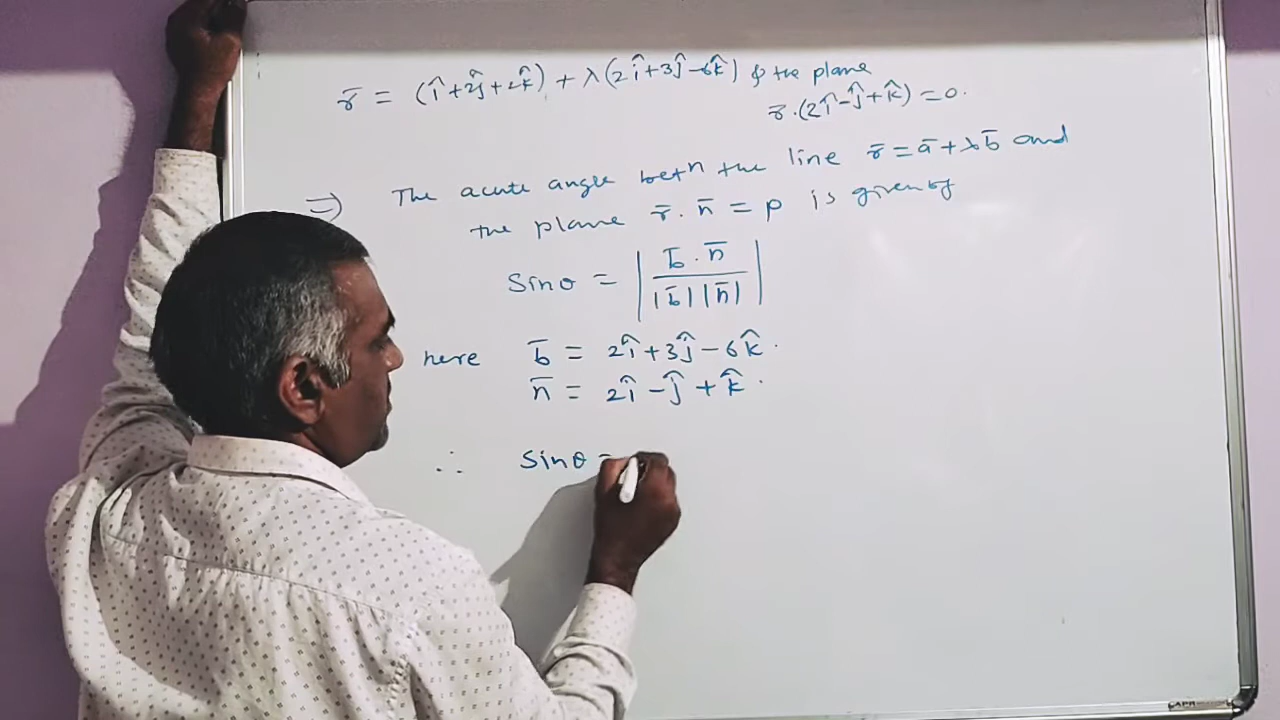 r̄ = (î+2ĵ+2k̂) + λ(2î+3ĵ-6k̂) & the plane
r̄.(2î-ĵ+k̂) = 0.
⇒ The acute angle betn the line r̄ = ā + λb̄ and
the plane r̄.n̄ = p is given by
Sinθ = | b̄.n̄ / |b̄||n̄| |
here b̄ = 2î+3ĵ-6k̂.
n̄ = 2î-ĵ+k̂.
∴ Sinθ =